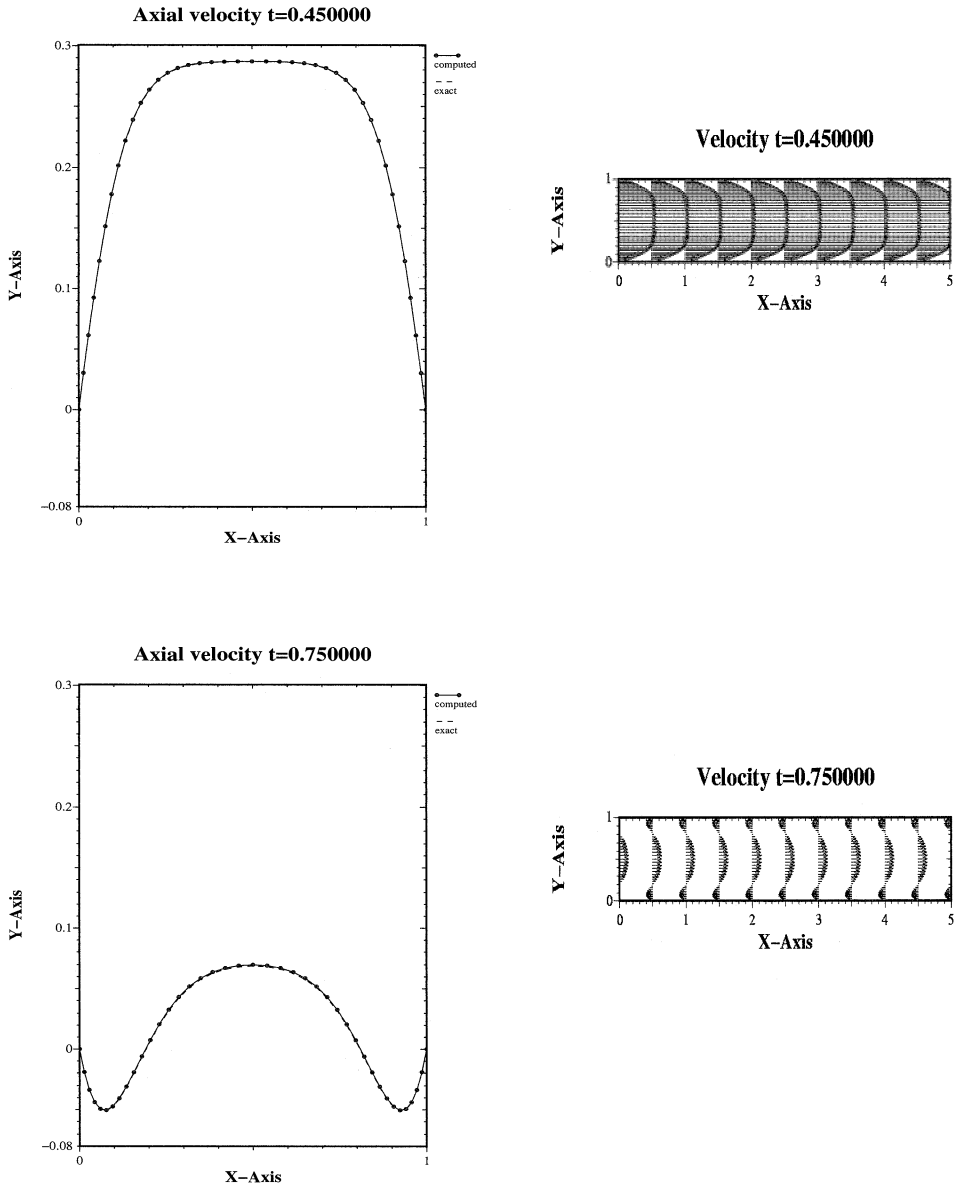 Axial velocity t=0.450000
0.3
computed
exact
0.2
Y-Axis
0.1
0
-0.08
0
1
X-Axis
Velocity t=0.450000
1
Y-Axis
0
0
1
2
3
4
5
X-Axis
Axial velocity t=0.750000
0.3
computed
exact
0.2
Y-Axis
0.1
0
-0.08
0
1
X-Axis
Velocity t=0.750000
1
Y-Axis
0
0
1
2
3
4
5
X-Axis